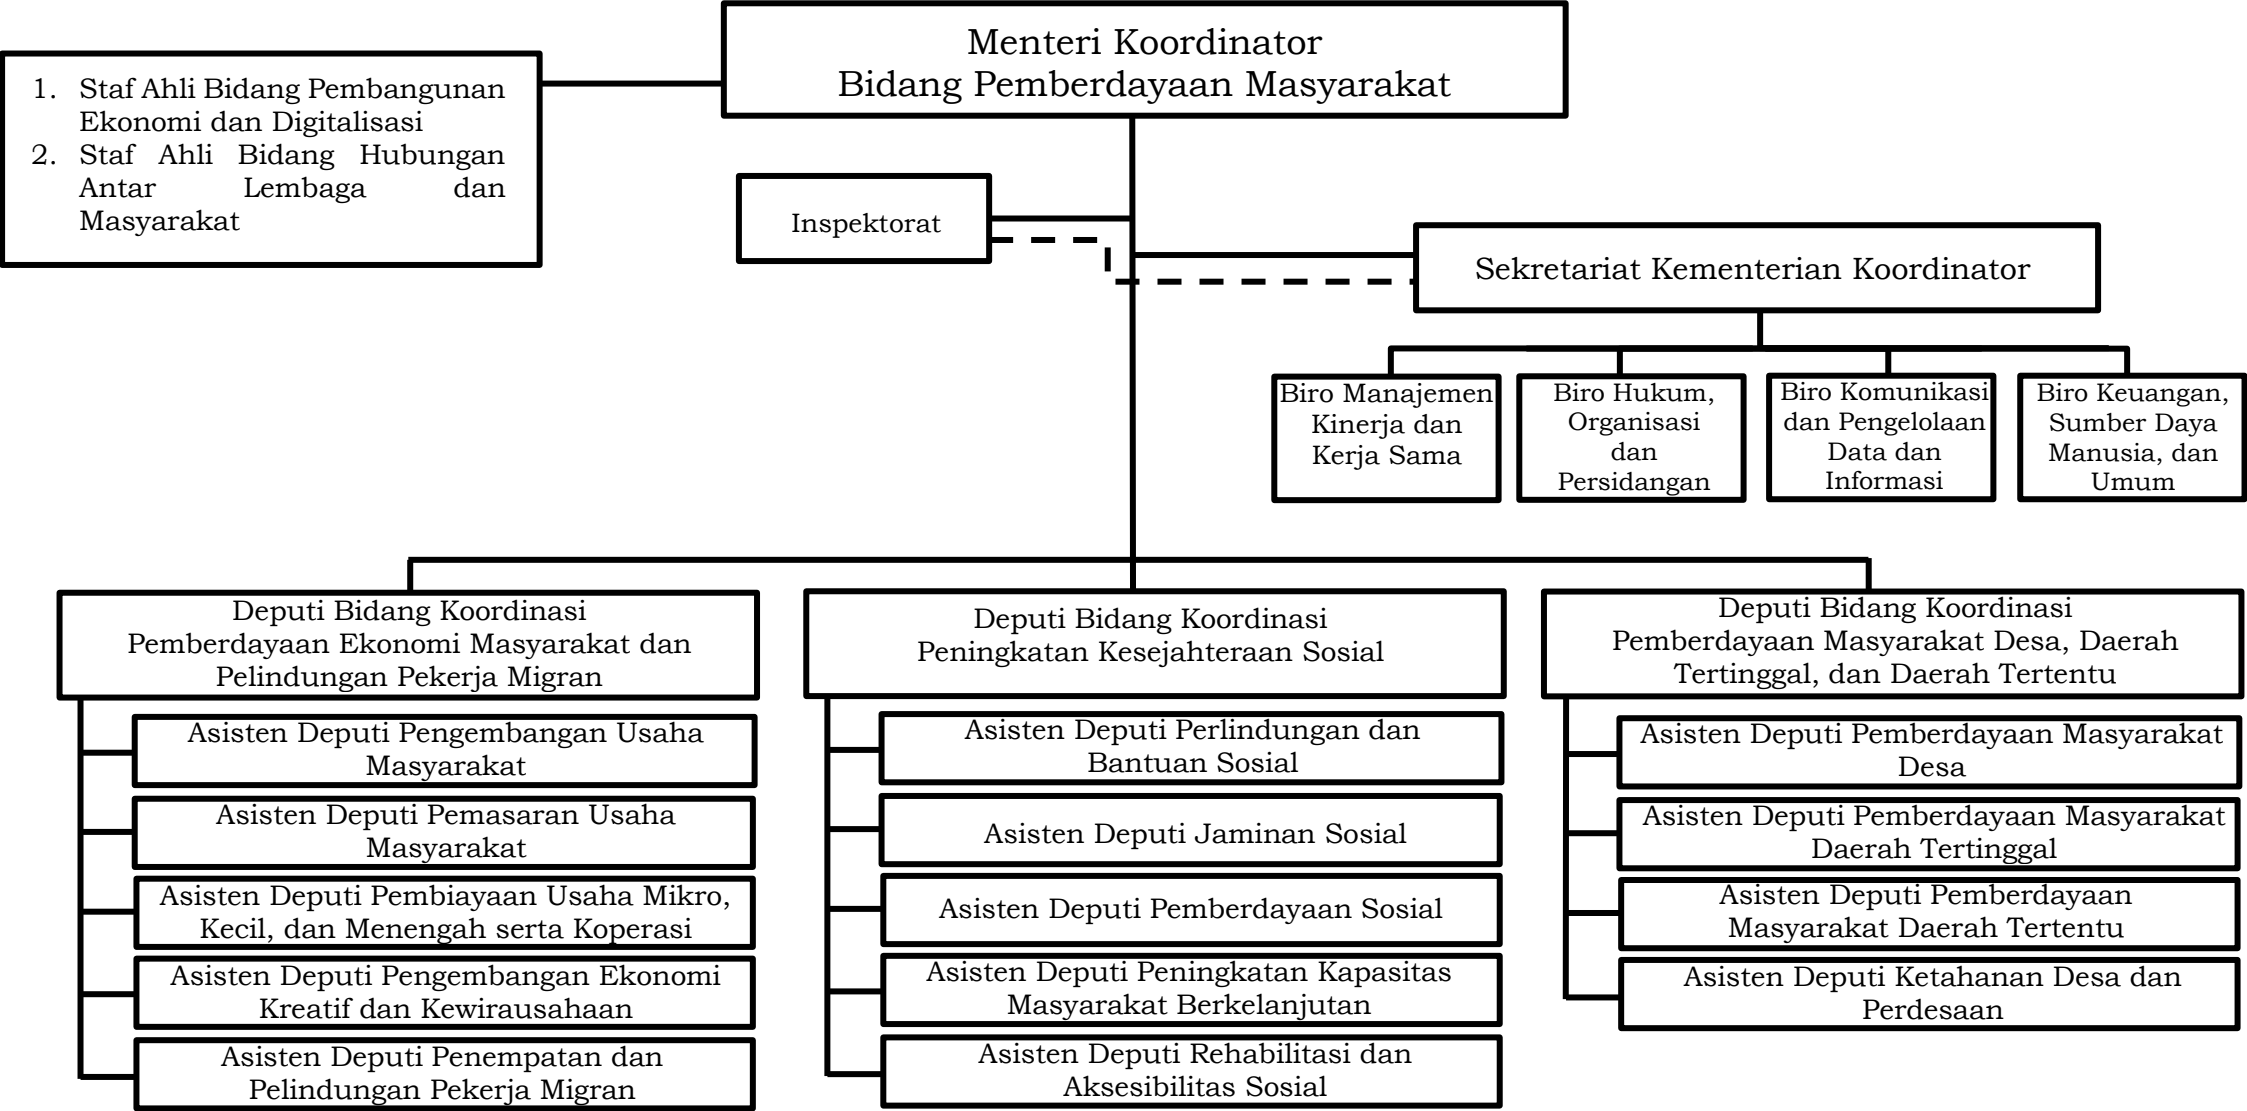 Menteri Koordinator
Bidang Pemberdayaan Masyarakat
1. Staf Ahli Bidang Pembangunan
Ekonomi dan Digitalisasi
2. Staf Ahli Bidang Hubungan
Antar Lembaga dan
Masyarakat
Inspektorat
Sekretariat Kementerian Koordinator
Biro Manajemen
Kinerja dan
Kerja Sama
Biro Hukum,
Organisasi
dan
Persidangan
Biro Komunikasi
dan Pengelolaan
Data dan
Informasi
Biro Keuangan,
Sumber Daya
Manusia, dan
Umum
Deputi Bidang Koordinasi
Pemberdayaan Ekonomi Masyarakat dan
Pelindungan Pekerja Migran
Asisten Deputi Pengembangan Usaha
Masyarakat
Asisten Deputi Pemasaran Usaha
Masyarakat
Asisten Deputi Pembiayaan Usaha Mikro,
Kecil, dan Menengah serta Koperasi
Asisten Deputi Pengembangan Ekonomi
Kreatif dan Kewirausahaan
Asisten Deputi Penempatan dan
Pelindungan Pekerja Migran
Deputi Bidang Koordinasi
Peningkatan Kesejahteraan Sosial
Asisten Deputi Perlindungan dan
Bantuan Sosial
Asisten Deputi Jaminan Sosial
Asisten Deputi Pemberdayaan Sosial
Asisten Deputi Peningkatan Kapasitas
Masyarakat Berkelanjutan
Asisten Deputi Rehabilitasi dan
Aksesibilitas Sosial
Deputi Bidang Koordinasi
Pemberdayaan Masyarakat Desa, Daerah
Tertinggal, dan Daerah Tertentu
Asisten Deputi Pemberdayaan Masyarakat
Desa
Asisten Deputi Pemberdayaan Masyarakat
Daerah Tertinggal
Asisten Deputi Pemberdayaan
Masyarakat Daerah Tertentu
Asisten Deputi Ketahanan Desa dan
Perdesaan